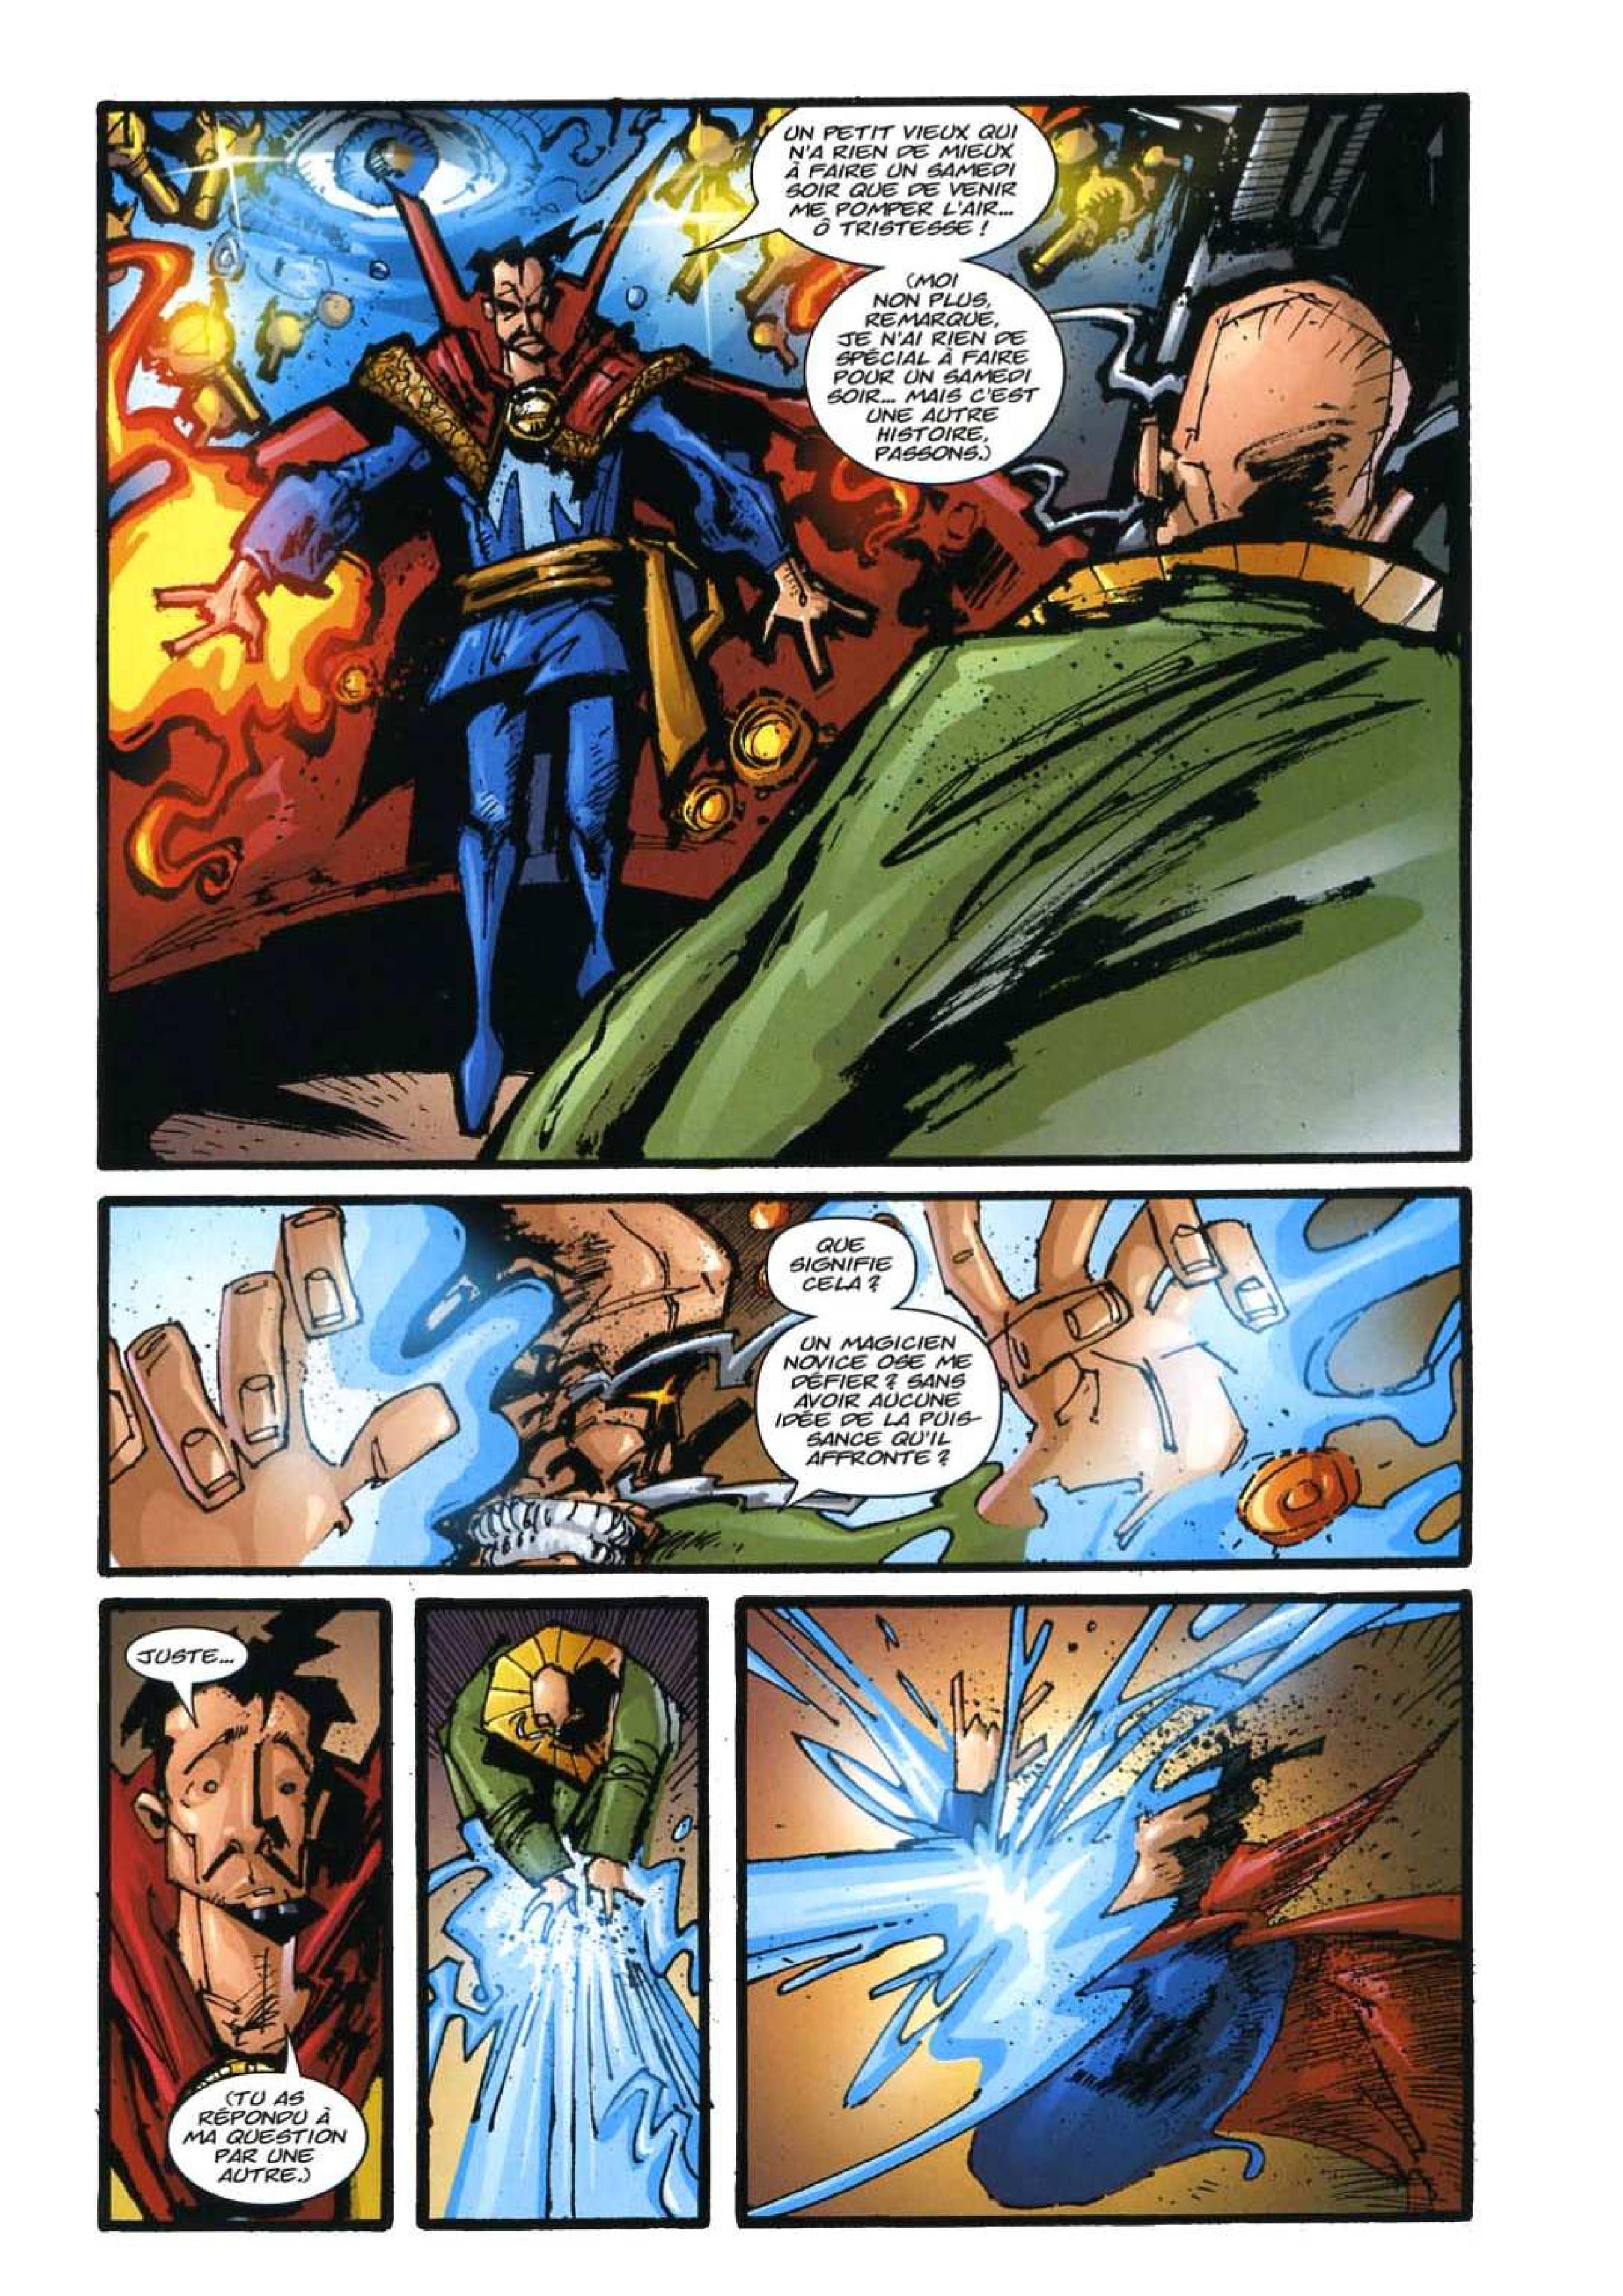 UN PETIT VIEUX QUI
N'A RIEN DE MIEUX
À FAIRE UN SAMEDI
SOIR QUE DE VENIR
ME POMPER L'AIR...
Ô TRISTESSE !
(MOI
NON PLUS,
REMARQUE,
JE N'AI RIEN DE
SPÉCIAL À FAIRE
POUR UN SAMEDI
SOIR... MAIS C'EST
UNE AUTRE
HISTOIRE,
PASSONS.)
QUE
SIGNIFIE
CELA ?
UN MAGICIEN
NOVICE OSE ME
DÉFIER ? SANS
AVOIR AUCUNE
IDÉE DE LA PUIS-
SANCE QU'IL
AFFRONTE ?
JUSTE...
(TU AS
RÉPONDU À
MA QUESTION
PAR UNE
AUTRE.)